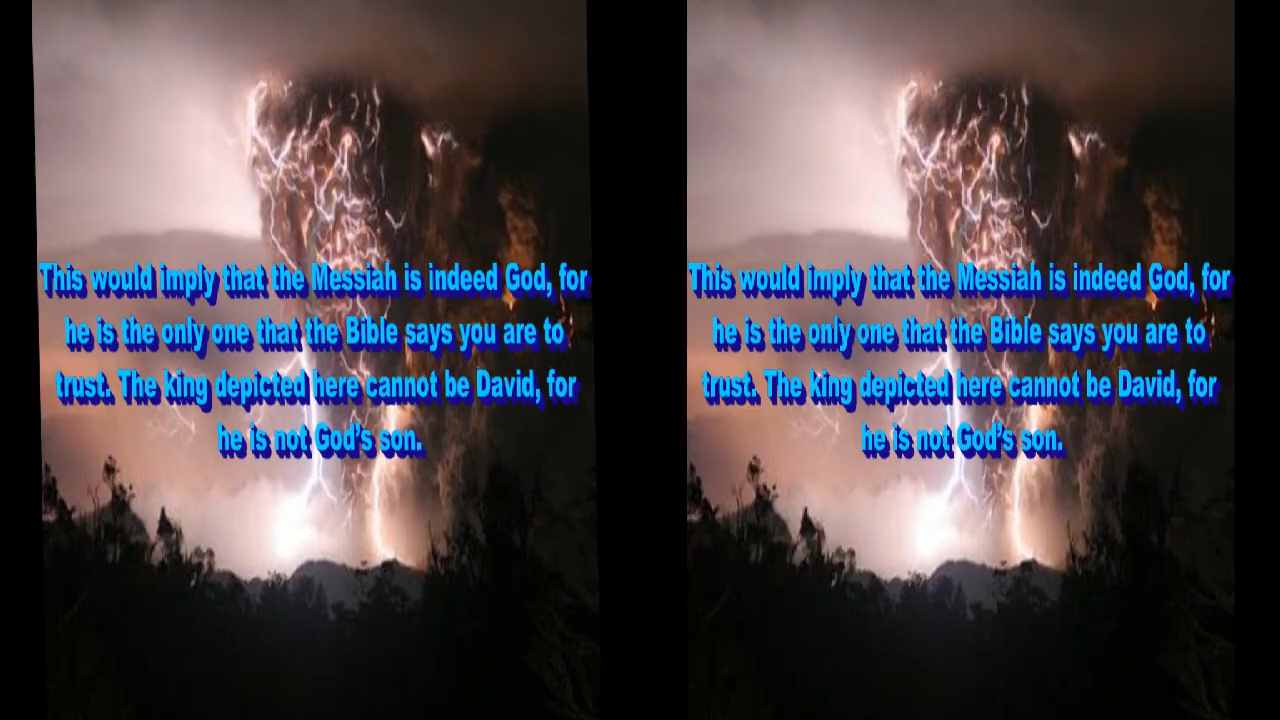 This would imply that the Messiah is indeed God, for
he is the only one that the Bible says you are to
trust. The king depicted here cannot be David, for
he is not God's son.
This would imply that the Messiah is indeed God, for
he is the only one that the Bible says you are to
trust. The king depicted here cannot be David, for
he is not God's son.